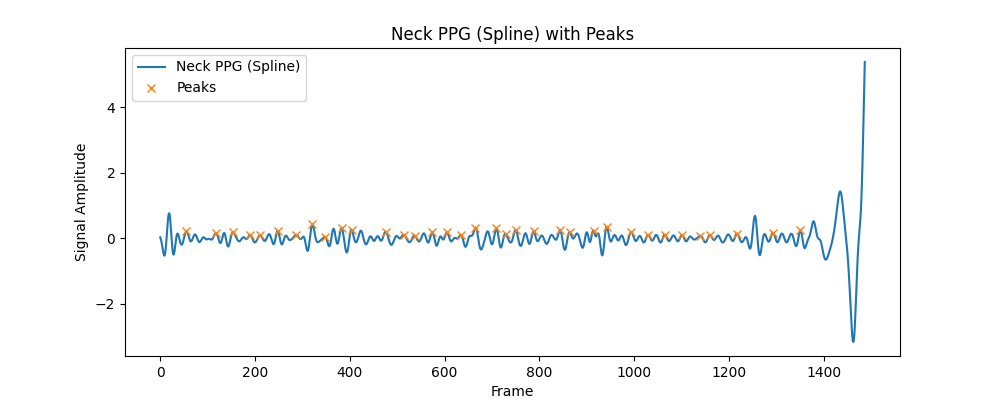 Neck PPG (Spline) with Peaks
Neck PPG (Spline)
Peaks
Signal Amplitude
4
2
0
−2
0 200 400 600 800 1000 1200 1400
Frame